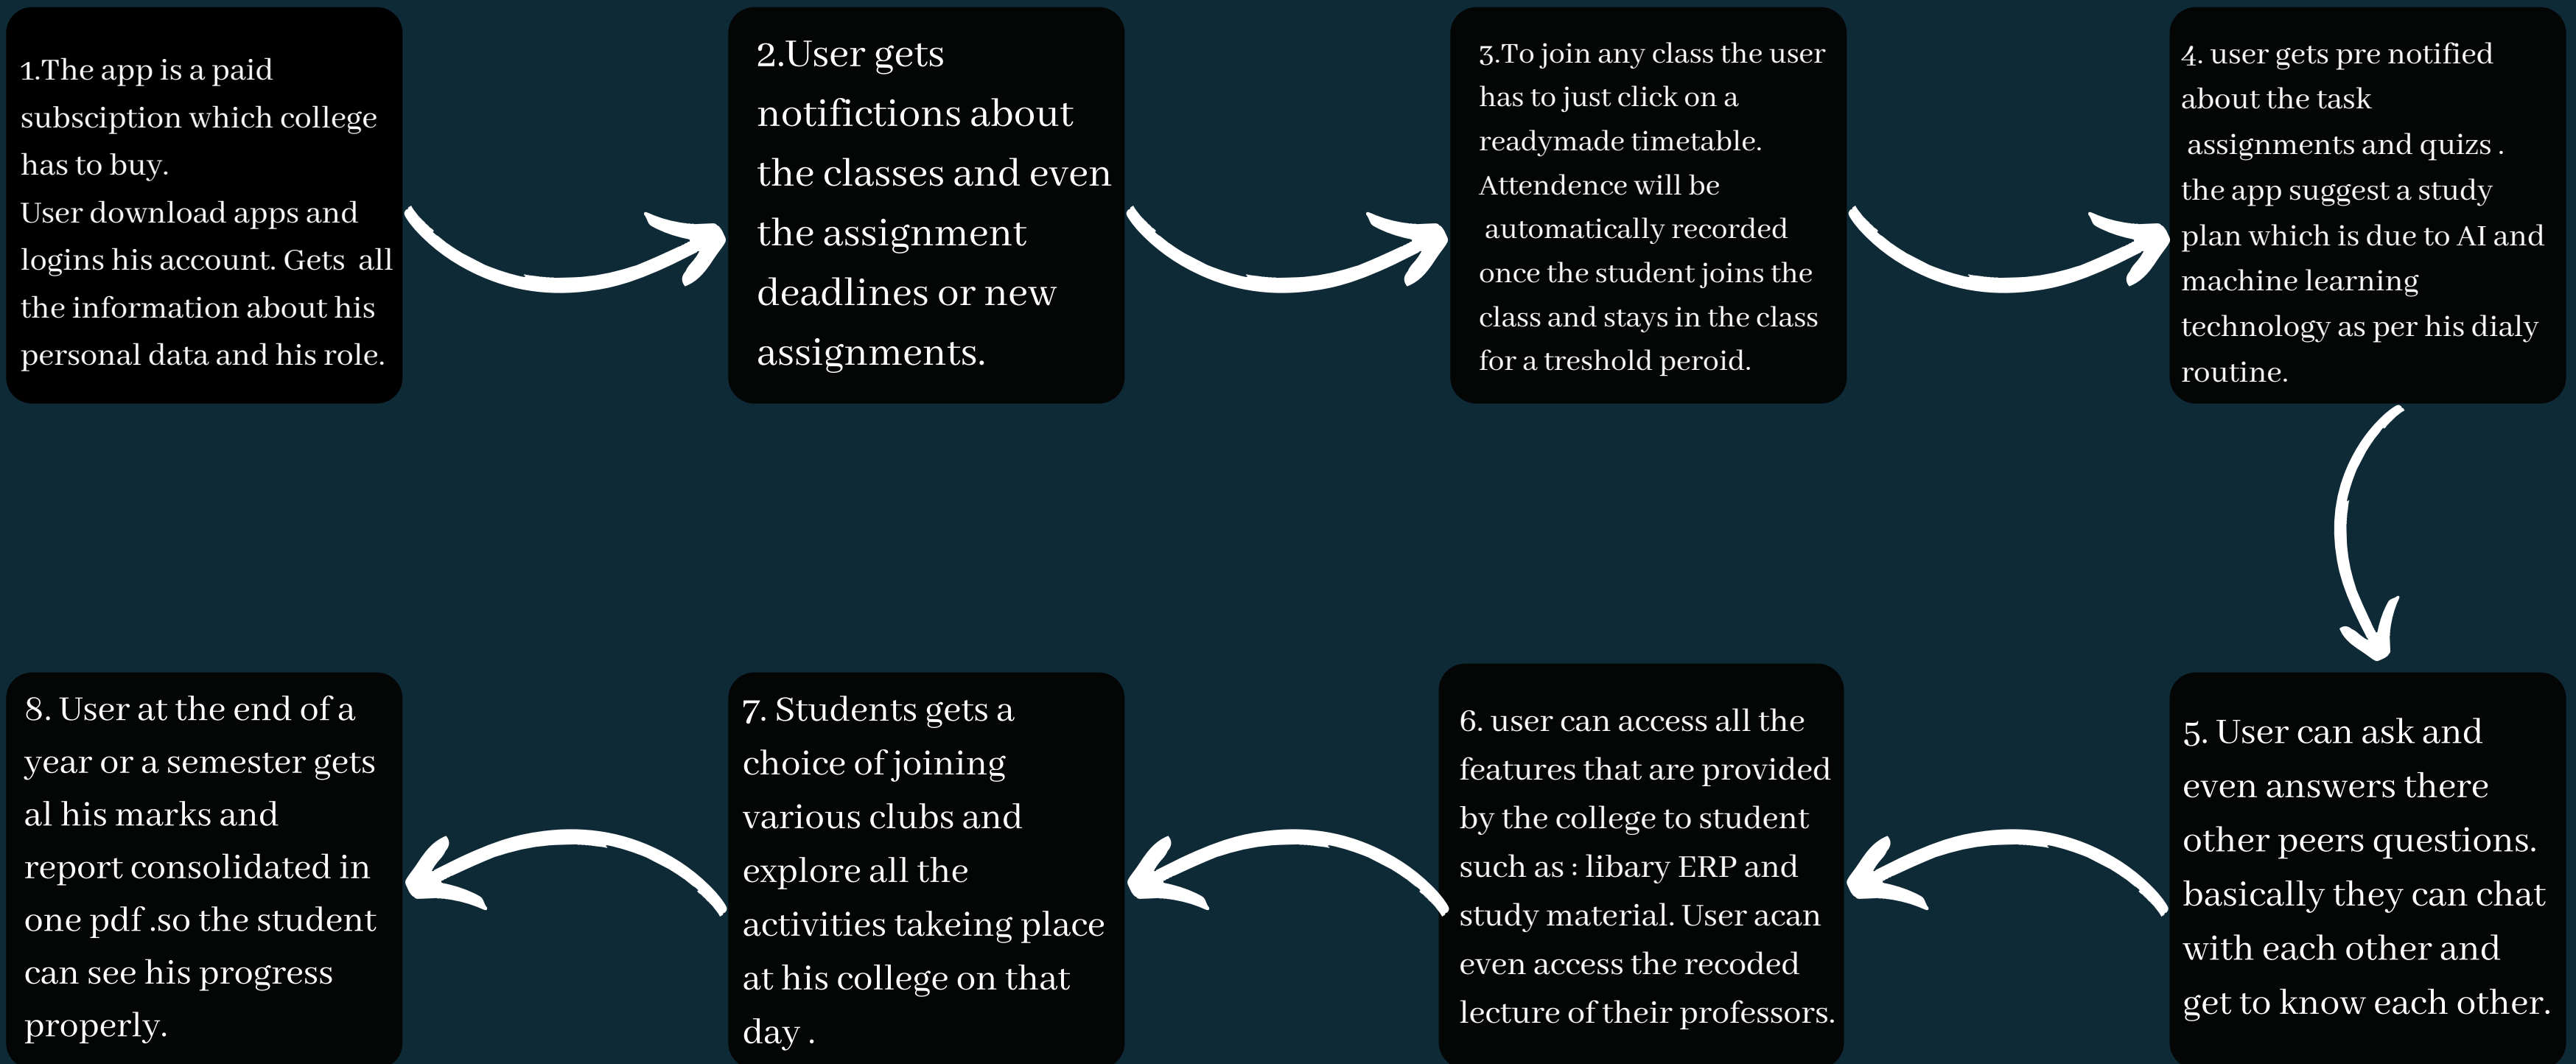 1.The app is a paid
subsciption which college
has to buy.
User download apps and
logins his account. Gets all
the information about his
personal data and his role.
2.User gets
notifictions about
the classes and even
the assignment
deadlines or new
assignments.
3.To join any class the user
has to just click on a
readymade timetable.
Attendence will be
automatically recorded
once the student joins the
class and stays in the class
for a treshold peroid.
4. user gets pre notified
about the task
assignments and quizs .
the app suggest a study
plan which is due to AI and
machine learning
technology as per his dialy
routine.
5. User can ask and
even answers there
other peers questions.
basically they can chat
with each other and
get to know each other.
6. user can access all the
features that are provided
by the college to student
such as : libary ERP and
study material. User acan
even access the recoded
lecture of their professors.
7. Students gets a
choice of joining
various clubs and
explore all the
activities takeing place
at his college on that
day .
8. User at the end of a
year or a semester gets
al his marks and
report consolidated in
one pdf .so the student
can see his progress
properly.